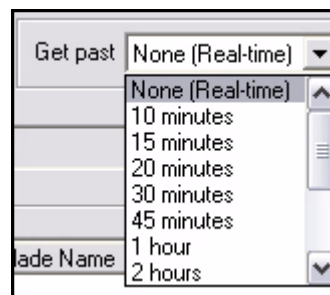 Get past None (Real-time)
None (Real-time)
10 minutes
15 minutes
20 minutes
30 minutes
45 minutes
1 hour
lade Name
2 hours